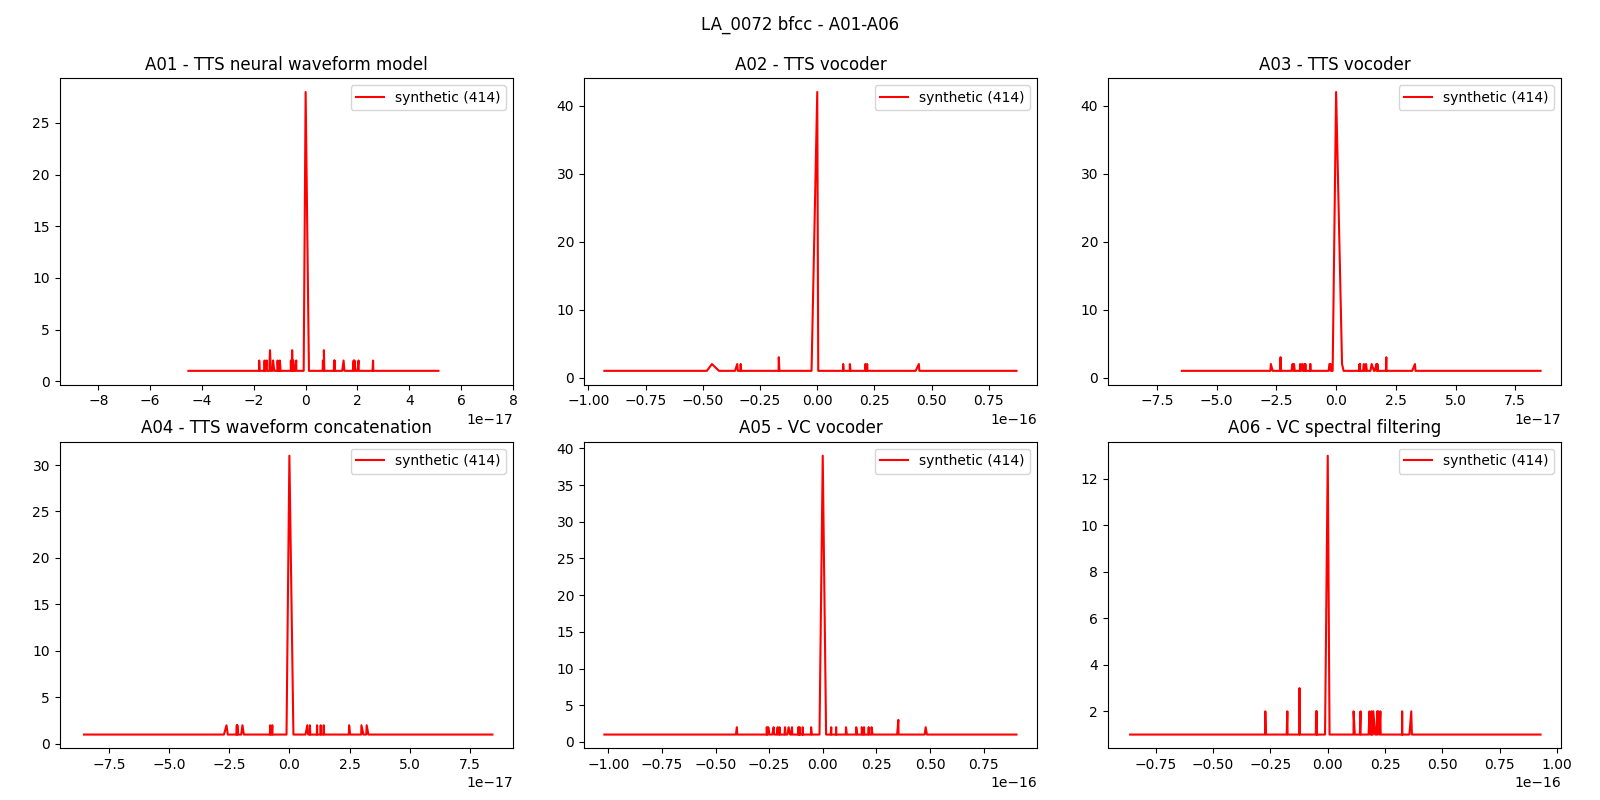 LA_0072 bfcc - A01-A06
A01 - TTS neural waveform model
synthetic (414)
25
20
15
10
5
0
−8 −6 −4 −2 0 2 4 6 8
1e−17
A02 - TTS vocoder
synthetic (414)
40
30
20
10
0
−1.00 −0.75 −0.50 −0.25 0.00 0.25 0.50 0.75
1e−16
A03 - TTS vocoder
synthetic (414)
40
30
20
10
0
−7.5 −5.0 −2.5 0.0 2.5 5.0 7.5
1e−17
A04 - TTS waveform concatenation
synthetic (414)
30
25
20
15
10
5
0
−7.5 −5.0 −2.5 0.0 2.5 5.0 7.5
1e−17
A05 - VC vocoder
synthetic (414)
40
35
30
25
20
15
10
5
0
−1.00 −0.75 −0.50 −0.25 0.00 0.25 0.50 0.75
1e−16
A06 - VC spectral filtering
synthetic (414)
12
10
8
6
4
2
−0.75 −0.50 −0.25 0.00 0.25 0.50 0.75 1.00
1e−16